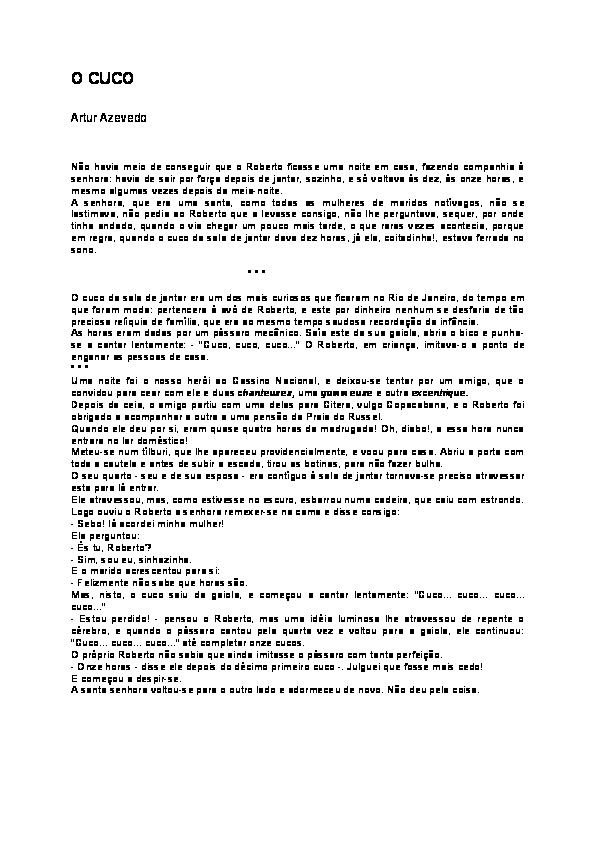 O CUCO
Artur Azevedo
Não havia meio de conseguir que o Roberto ficasse uma noite em casa, fazendo companhia à
senhora: havia de sair por força depois de jantar, sozinho, e só voltava às dez, às onze horas, e
mesmo algumas vezes depois da meia-noite.
A senhora, que era uma santa, como todas as mulheres de maridos notívagos, não se
lastimava, não pedia ao Roberto que a levasse consigo, não lhe perguntava, sequer, por onde
tinha andado, quando o via chegar um pouco mais tarde, o que raras vezes acontecia, porque
em regra, quando o cuco da sala de jantar dava dez horas, já ela, coitadinha!, estava ferrada no
sono.
* * *
O cuco da sala de jantar era um dos mais curiosos que ficaram no Rio de Janeiro, do tempo em
que foram moda: pertencera à avó de Roberto, e este por dinheiro nenhum se desfaria de tão
preciosa relíquia de família, que era ao mesmo tempo saudosa recordação da infância.
As horas eram dadas por um pássaro mecânico. Saía este da sua gaiola, abria o bico e punha-
se a cantar lentamente: - "Cuco, cuco, cuco..." O Roberto, em criança, imitava-o a ponto de
enganar as pessoas de casa.
* * *
Uma noite foi o nosso herói ao Cassino Nacional, e deixou-se tentar por um amigo, que o
convidou para cear com ele e duas chanteurez, uma gommeuze e outra excentrique.
Depois da ceia, o amigo partiu com uma delas para Citera, vulgo Copacabana, e o Roberto foi
obrigado a acompanhar a outra a uma pensão da Praia do Russel.
Quando ele deu por si, eram quase quatro horas da madrugada! Oh, diabo!, a essa hora nunca
entrara no lar doméstico!
Meteu-se num tílburi, que lhe apareceu providencialmente, e voou para casa. Abriu a porta com
toda a cautela e antes de subir a escada, tirou as botinas, para não fazer bulha.
O seu quarto - seu e de sua esposa - era contíguo à sala de jantar tornava-se preciso atravessar
esta para lá entrar.
Ele atravessou, mas, como estivesse no escuro, esbarrou numa cadeira, que caiu com estrondo.
Logo ouviu o Roberto a senhora remexer-se na cama e disse consigo:
- Sebo! lá acordei minha mulher!
Ela perguntou:
- És tu, Roberto?
- Sim, sou eu, sinhazinha.
E o marido acrescentou para si:
- Felizmente não sabe que horas são.
Mas, nisto, o cuco saiu da gaiola, e começou a cantar lentamente: "Cuco... cuco... cuco...
cuco..."
- Estou perdido! - pensou o Roberto, mas uma idéia luminosa lhe atravessou de repente o
cérebro, e quando o pássaro cantou pela quarta vez e voltou para a gaiola, ele continuou:
"Cuco... cuco... cuco..." até completar onze cucos.
O próprio Roberto não sabia que ainda imitasse o pássaro com tanta perfeição.
- Onze horas - disse ele depois do décimo primeiro cuco -. Julguei que fosse mais cedo!
E começou a despir-se.
A santa senhora voltou-se para o outro lado e adormeceu de novo. Não deu pela coisa.